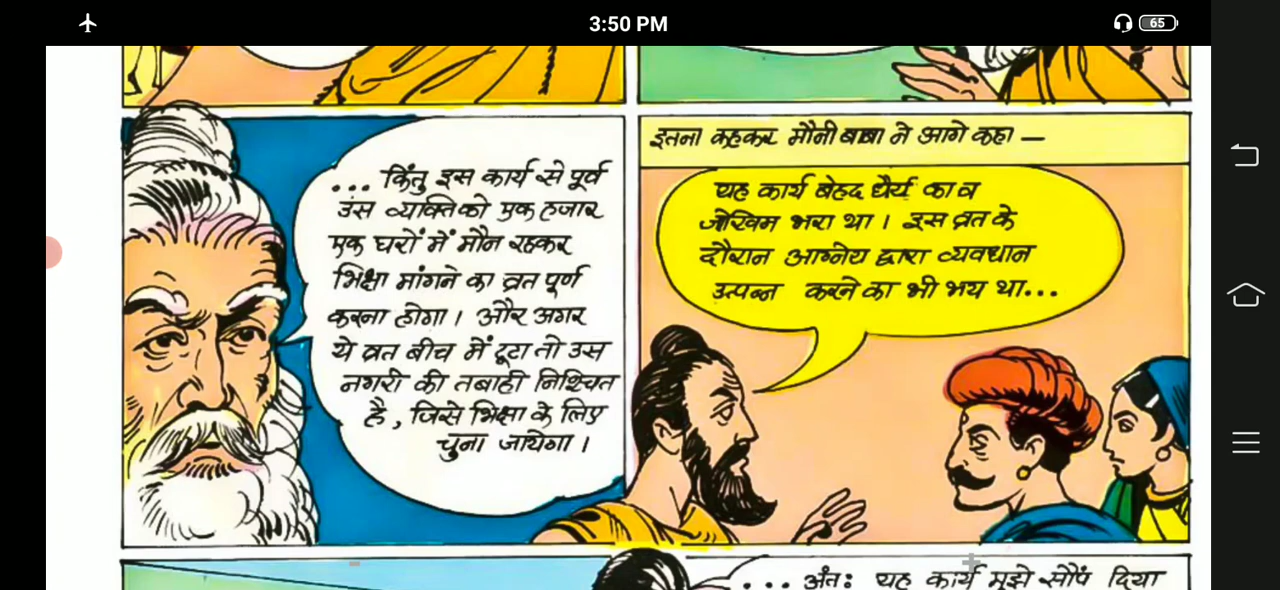 3:50 PM
65
... किंतु इस कार्य से पूर्व
उस व्यक्ति को एक हजार
एक घरों में मौन रहकर
भिक्षा मांगने का व्रत पूर्ण
करना होगा। और अगर
ये व्रत बीच में टूटा तो उस
नगरी की तबाही निश्चित
है, जिसे भिक्षा के लिए
चुना जायेगा।
इतना कहकर मौनी बाबा ने आगे कहा —
यह कार्य बेहद धैर्य का व
जोखिम भरा था। इस व्रत के
दौरान आग्नेय द्वारा व्यवधान
उत्पन्न करने का भी भय था...
... अंत: यह कार्य मुझे सौंप दिया